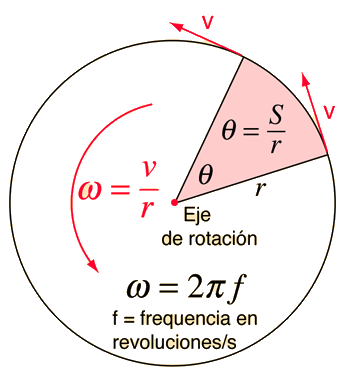 v
v
θ = S/r
θ
r
ω = v/r
Eje
de rotación
ω = 2πf
f = frequencia en
revoluciones/s